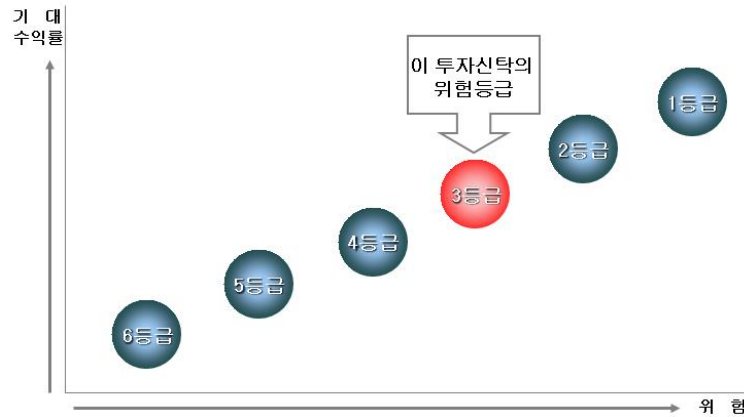 기 대
수익률
이 투자신탁의
위험등급
1등급
2등급
3등급
4등급
5등급
6등급
위 험